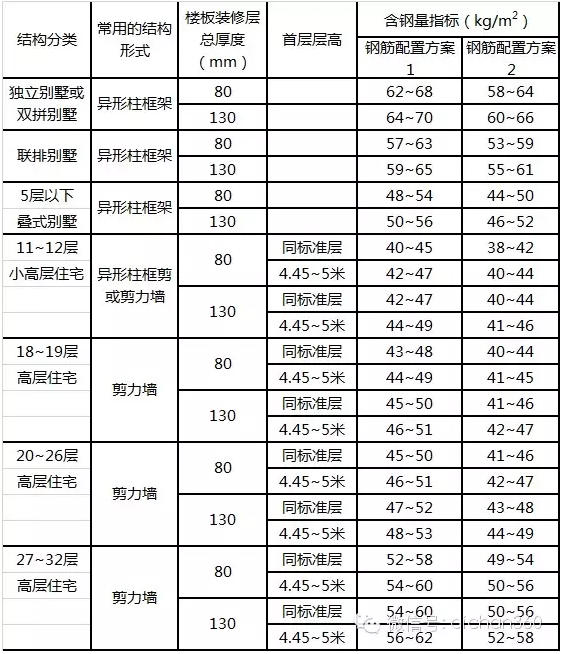 结构分类 常用的结构形式 楼板装修层总厚度(mm) 首层层高 含钢量指标(kg/m²)
钢筋配置方案1 钢筋配置方案2
独立别墅或双拼别墅 异形柱框架 80 62~68 58~64
130 64~70 60~66
联排别墅 异形柱框架 80 57~63 53~59
130 59~65 55~61
5层以下叠式别墅 异形柱框架 80 48~54 44~50
130 50~56 46~52
11~12层小高层住宅 异形柱框剪或剪力墙 80 同标准层 40~45 38~42
4.45~5米 42~47 40~44
130 同标准层 42~47 40~44
4.45~5米 44~49 41~46
18~19层高层住宅 剪力墙 80 同标准层 43~48 40~44
4.45~5米 44~49 41~45
130 同标准层 45~50 41~46
4.45~5米 46~51 42~47
20~26层高层住宅 剪力墙 80 同标准层 45~50 41~46
4.45~5米 46~51 42~47
130 同标准层 47~52 43~48
4.45~5米 48~53 44~49
27~32层高层住宅 剪力墙 80 同标准层 52~58 49~54
4.45~5米 54~60 50~56
130 同标准层 54~60 50~56
4.45~5米 56~62 52~58
微信号: